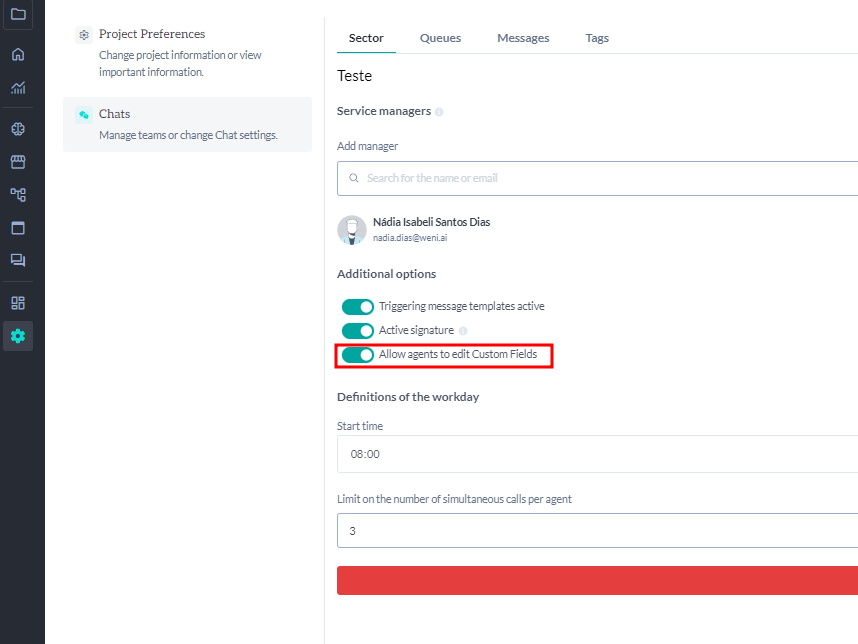 Project Preferences
Change project information or view
important information.
Chats
Manage teams or change Chat settings.
Sector Queues Messages Tags
Teste
Service managers
Add manager
Search for the name or email
Nádia Isabeli Santos Dias
nadia.dias@weni.ai
Additional options
Triggering message templates active
Active signature
Allow agents to edit Custom Fields
Definitions of the workday
Start time
08:00
Limit on the number of simultaneous calls per agent
3